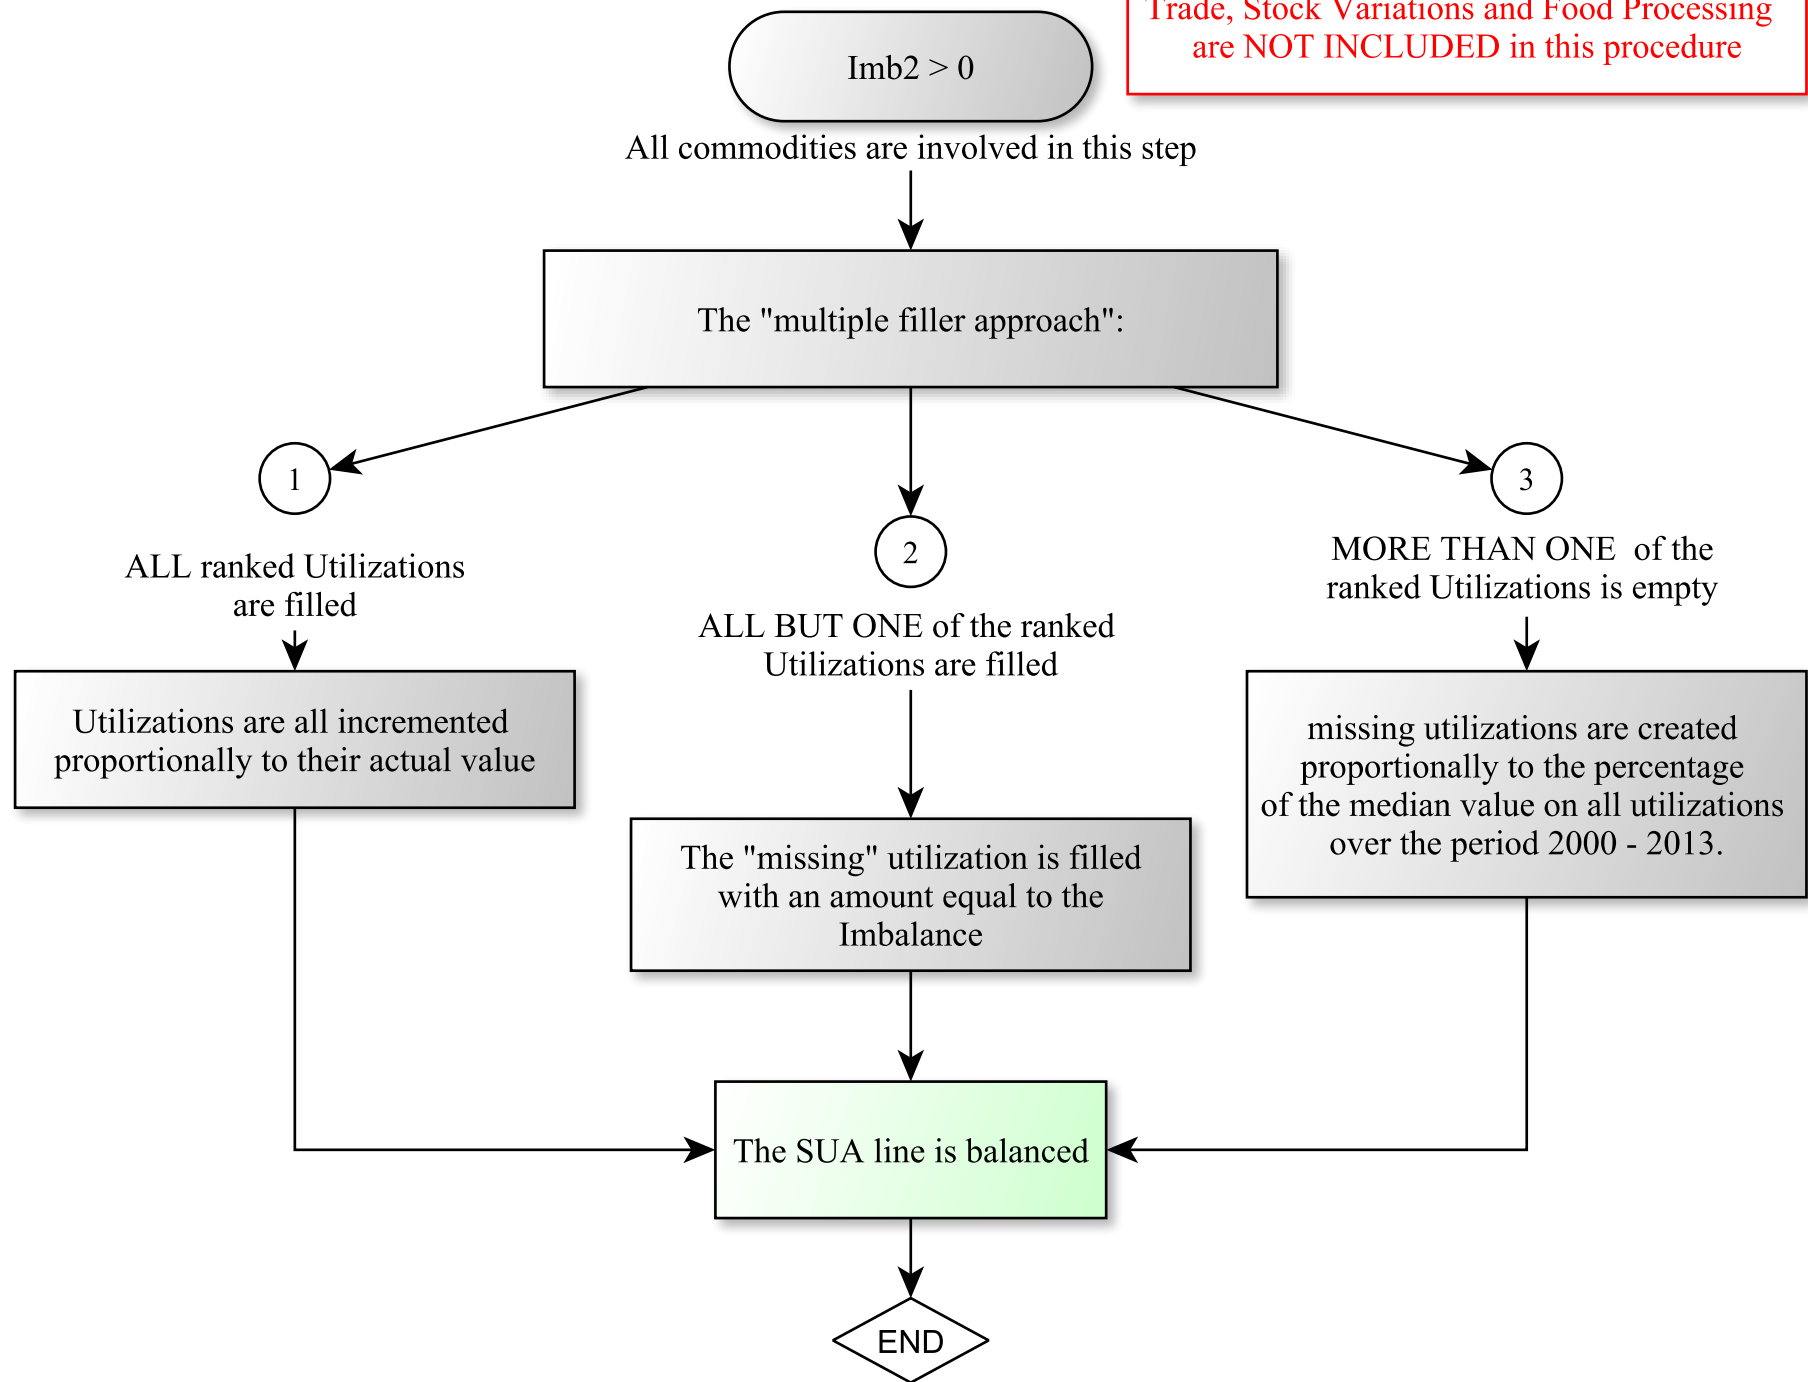 Trade, Stock Variations and Food Processing
are NOT INCLUDED in this procedure
Imb2 > 0
All commodities are involved in this step
The "multiple filler approach":
1
2
3
ALL ranked Utilizations
are filled
ALL BUT ONE of the ranked
Utilizations are filled
MORE THAN ONE  of the
ranked Utilizations is empty
Utilizations are all incremented
proportionally to their actual value
The "missing" utilization is filled
with an amount equal to the
Imbalance
missing utilizations are created
proportionally to the percentage
of the median value on all utilizations
over the period 2000 - 2013.
The SUA line is balanced
END